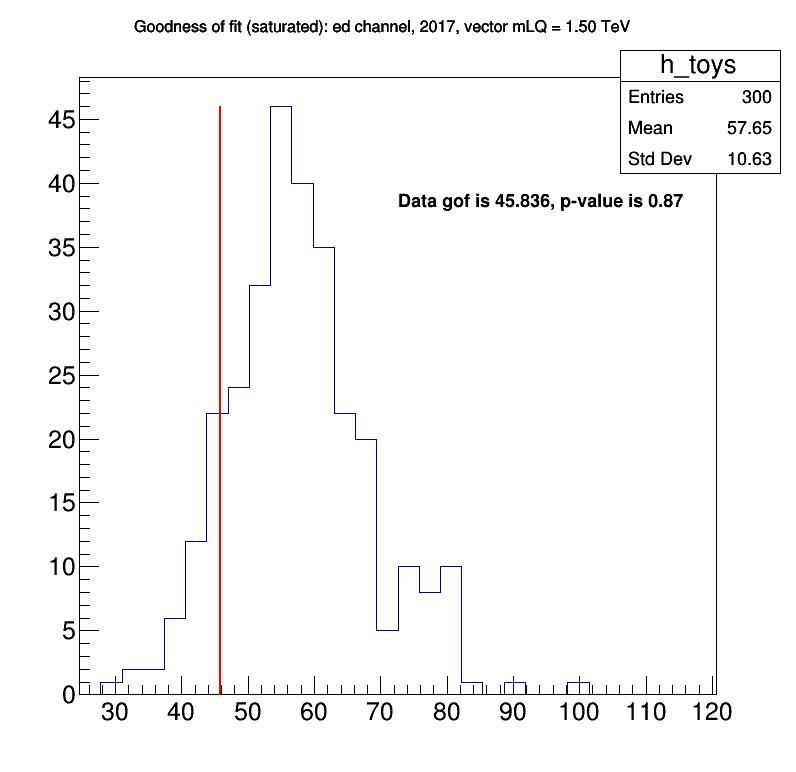 Goodness of fit (saturated): ed channel, 2017, vector mLQ = 1.50 TeV
h_toys
Entries 300
Mean 57.65
Std Dev 10.63
Data gof is 45.836, p-value is 0.87
45
40
35
30
25
20
15
10
5
0
30 40 50 60 70 80 90 100 110 120